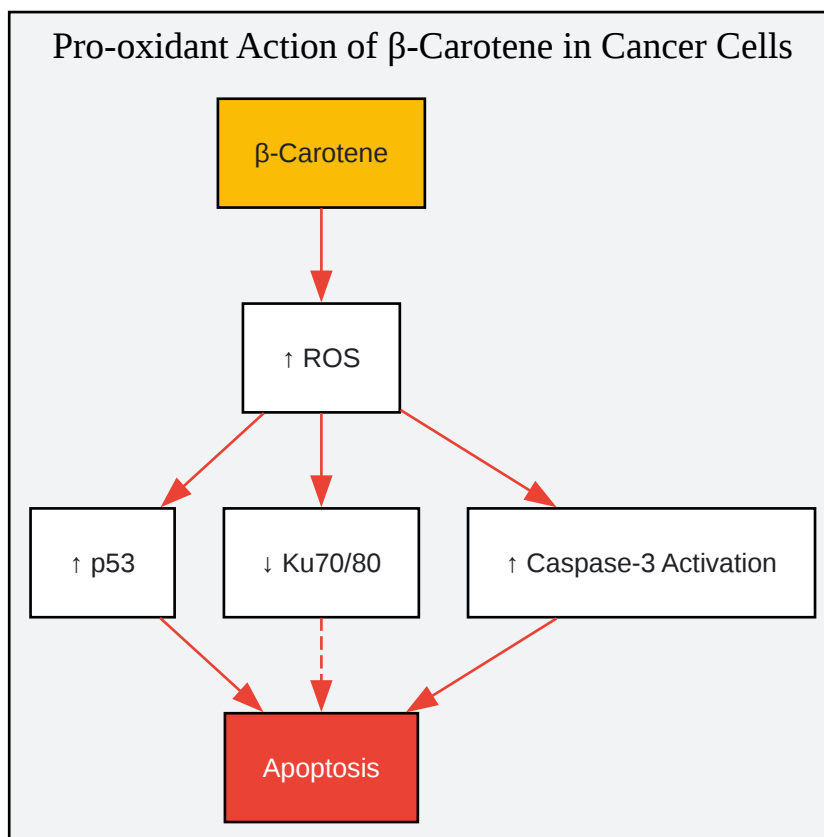 Pro-oxidant Action of β-Carotene in Cancer Cells
β-Carotene
↑ ROS
↑ p53
↓ Ku70/80
↑ Caspase-3 Activation
Apoptosis